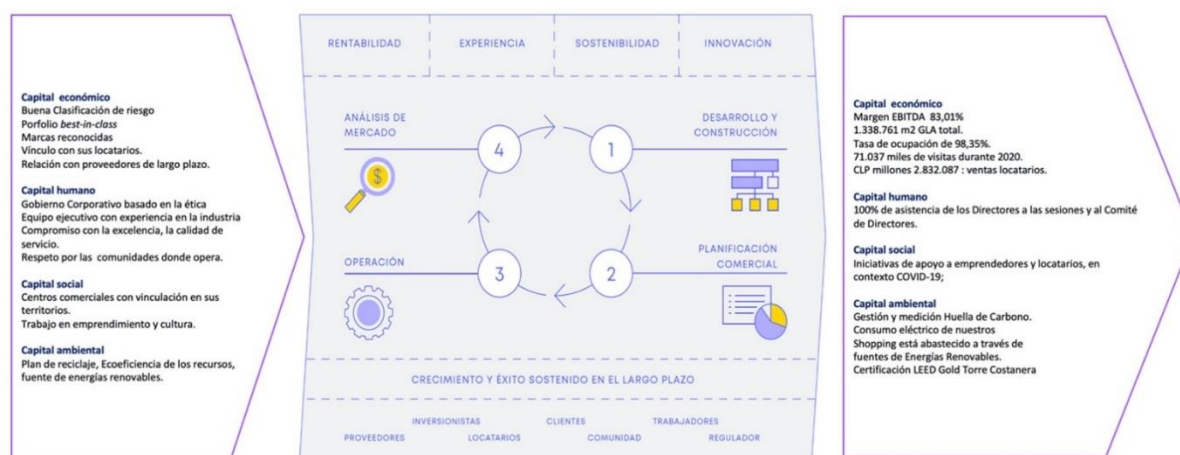 Capital económico
Buena Clasificación de riesgo
Porfolio best-in-class
Marcas reconocidas
Vínculo con sus locatarios.
Relación con proveedores de largo plazo.
Capital humano
Gobierno Corporativo basado en la ética
Equipo ejecutivo con experiencia en la industria
Compromiso con la excelencia, la calidad de
servicio.
Respeto por las comunidades donde opera.
Capital social
Centros comerciales con vinculación en sus
territorios.
Trabajo en emprendimiento y cultura.
Capital ambiental
Plan de reciclaje, Ecoeficiencia de los recursos,
fuente de energías renovables.
RENTABILIDAD
EXPERIENCIA
SOSTENIBILIDAD
INNOVACIÓN
ANÁLISIS DE
MERCADO
4
1
DESARROLLO Y
CONSTRUCCIÓN
$
OPERACIÓN
3
2
PLANIFICACIÓN
COMERCIAL
CRECIMIENTO Y ÉXITO SOSTENIDO EN EL LARGO PLAZO
INVERSIONISTAS
CLIENTES
TRABAJADORES
PROVEEDORES
LOCATARIOS
COMUNIDAD
REGULADOR
Capital económico
Margen EBITDA 83,01%
1.338.761 m2 GLA total.
Tasa de ocupación de 98,35%.
71.037 miles de visitas durante 2020.
CLP millones 2.832.087 : ventas locatarios.
Capital humano
100% de asistencia de los Directores a las sesiones y al Comité
de Directores.
Capital social
Iniciativas de apoyo a emprendedores y locatarios, en
contexto COVID-19;
Capital ambiental
Gestión y medición Huella de Carbono.
Consumo eléctrico de nuestros
Shopping está abastecido a través de
fuentes de Energías Renovables.
Certificación LEED Gold Torre Costanera